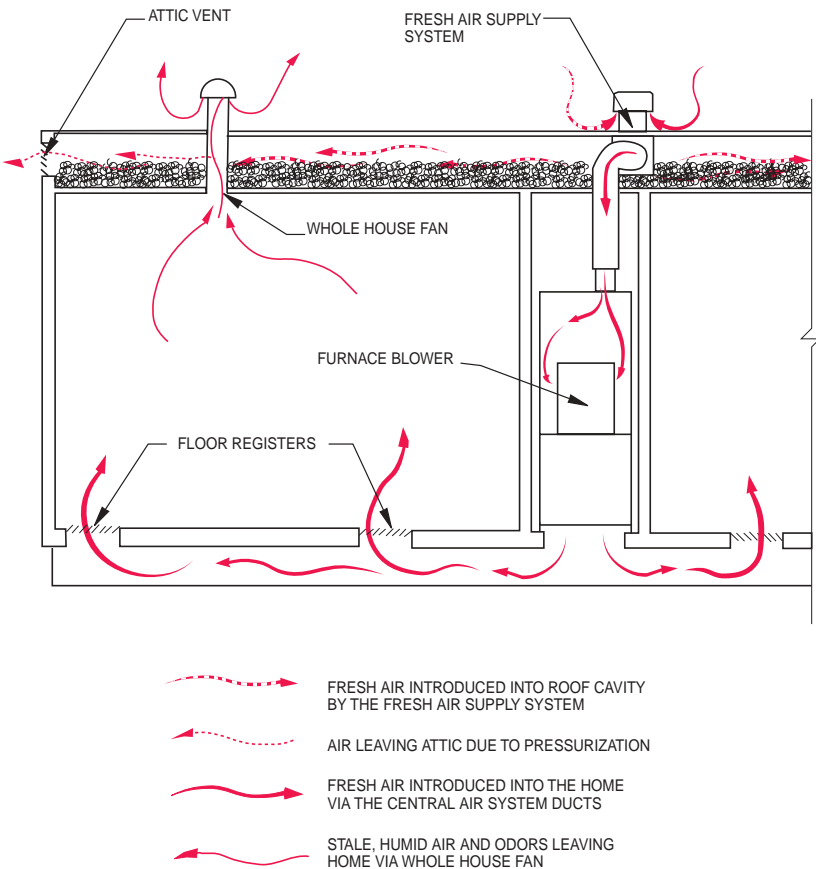 ATTIC VENT
FRESH AIR SUPPLY
SYSTEM
WHOLE HOUSE FAN
FURNACE BLOWER
FLOOR REGISTERS
FRESH AIR INTRODUCED INTO ROOF CAVITY
BY THE FRESH AIR SUPPLY SYSTEM
AIR LEAVING ATTIC DUE TO PRESSURIZATION
FRESH AIR INTRODUCED INTO THE HOME
VIA THE CENTRAL AIR SYSTEM DUCTS
STALE, HUMID AIR AND ODORS LEAVING
HOME VIA WHOLE HOUSE FAN